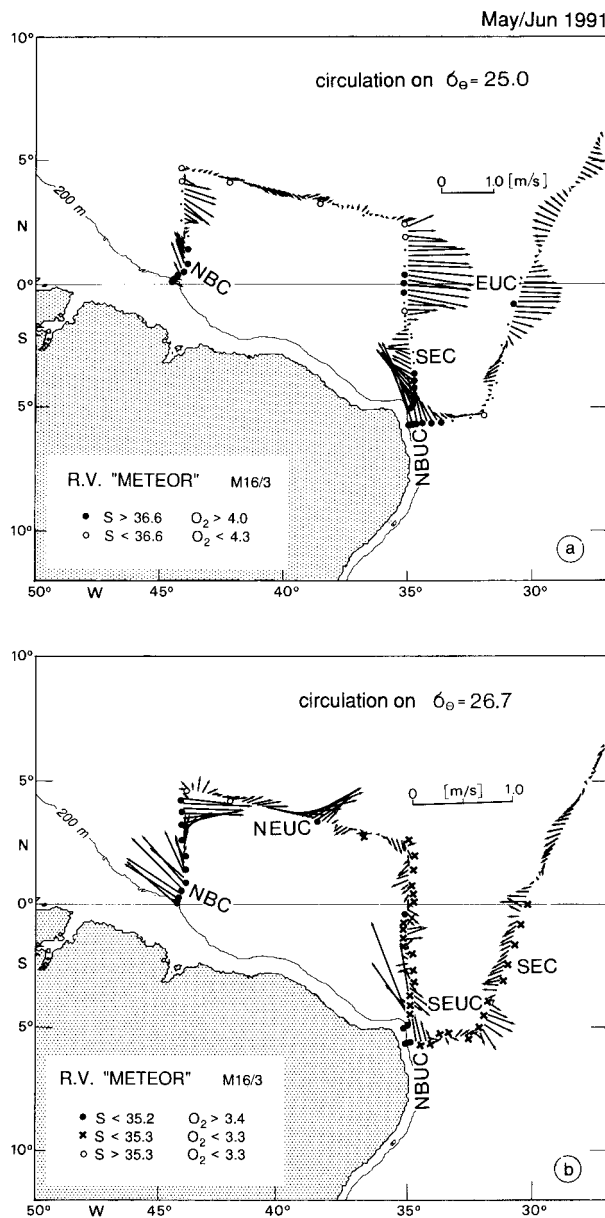 May/Jun 1991
10°
circulation on σ_Θ = 25.0
5°
0 1.0 [m/s]
200 m
N
NBC
EUC
0°
S
SEC
5°
NBUC
R.V. "METEOR" M16/3
● S > 36.6 O₂ > 4.0
○ S < 36.6 O₂ < 4.3
10°
a
50° W 45° 40° 35° 30°
10°
circulation on σ_Θ = 26.7
5°
0 [m/s] 1.0
NEUC
200 m
N
NBC
0°
S
SEC
SEUC
5°
NBUC
R.V. "METEOR" M16/3
● S < 35.2 O₂ > 3.4
× S < 35.3 O₂ < 3.3
○ S > 35.3 O₂ < 3.3
10°
b
50° W 45° 40° 35° 30°